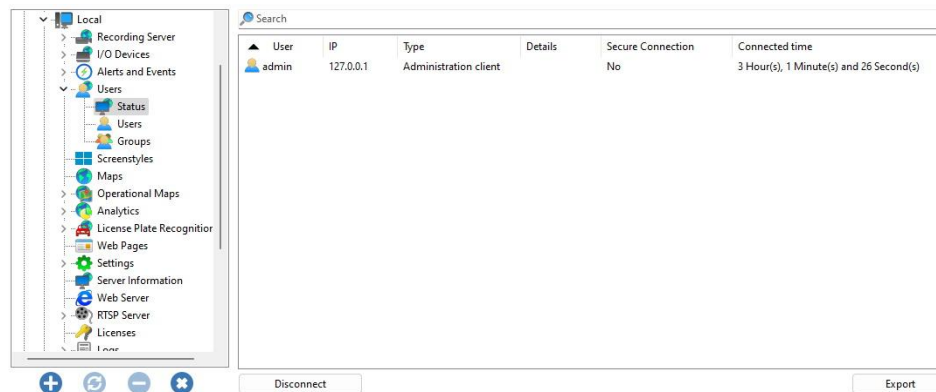 Local
Recording Server
I/O Devices
Alerts and Events
Users
Status
Users
Groups
Screenstyles
Maps
Operational Maps
Analytics
License Plate Recognition
Web Pages
Settings
Server Information
Web Server
RTSP Server
Licenses
Logs
Search
User IP Type Details Secure Connection Connected time
admin 127.0.0.1 Administration client No 3 Hour(s), 1 Minute(s) and 26 Second(s)
Disconnect Export